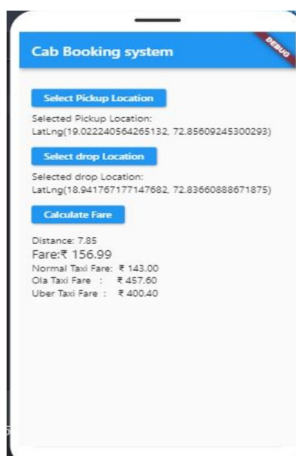 Cab Booking system
DEBUG
Select Pickup Location
Selected Pickup Location:
LatLng(19.022240564265132, 72.85609245300293)
Select drop Location
Selected drop Location:
LatLng(18.941767177147682, 72.83660888671875)
Calculate Fare
Distance: 7.85
Fare:₹ 156.99
Normal Taxi Fare: ₹ 143.00
Ola Taxi Fare : ₹ 457.60
Uber Taxi Fare : ₹ 400.40